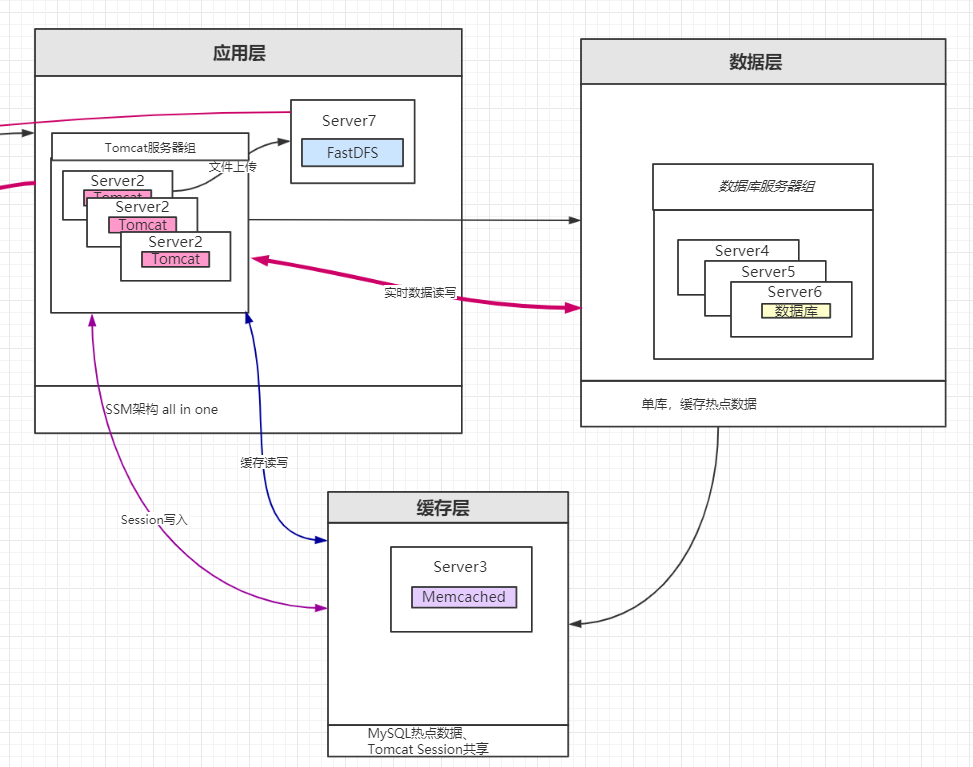 应用层
Server7
FastDFS
Tomcat服务器组
文件上传
Server2
Tomcat
Server2
Tomcat
Server2
Tomcat
SSM架构 all in one
实时数据读写
数据层
数据库服务器组
Server4
Server5
Server6
数据库
单库，缓存热点数据
缓存读写
Session写入
缓存层
Server3
Memcached
MySQL热点数据、
Tomcat Session共享